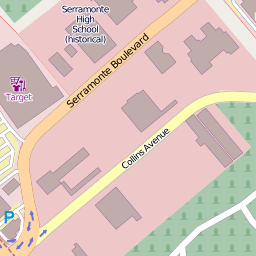 Serramonte
High
School
(historical)
Serramonte Boulevard
Target
Collins Avenue
P